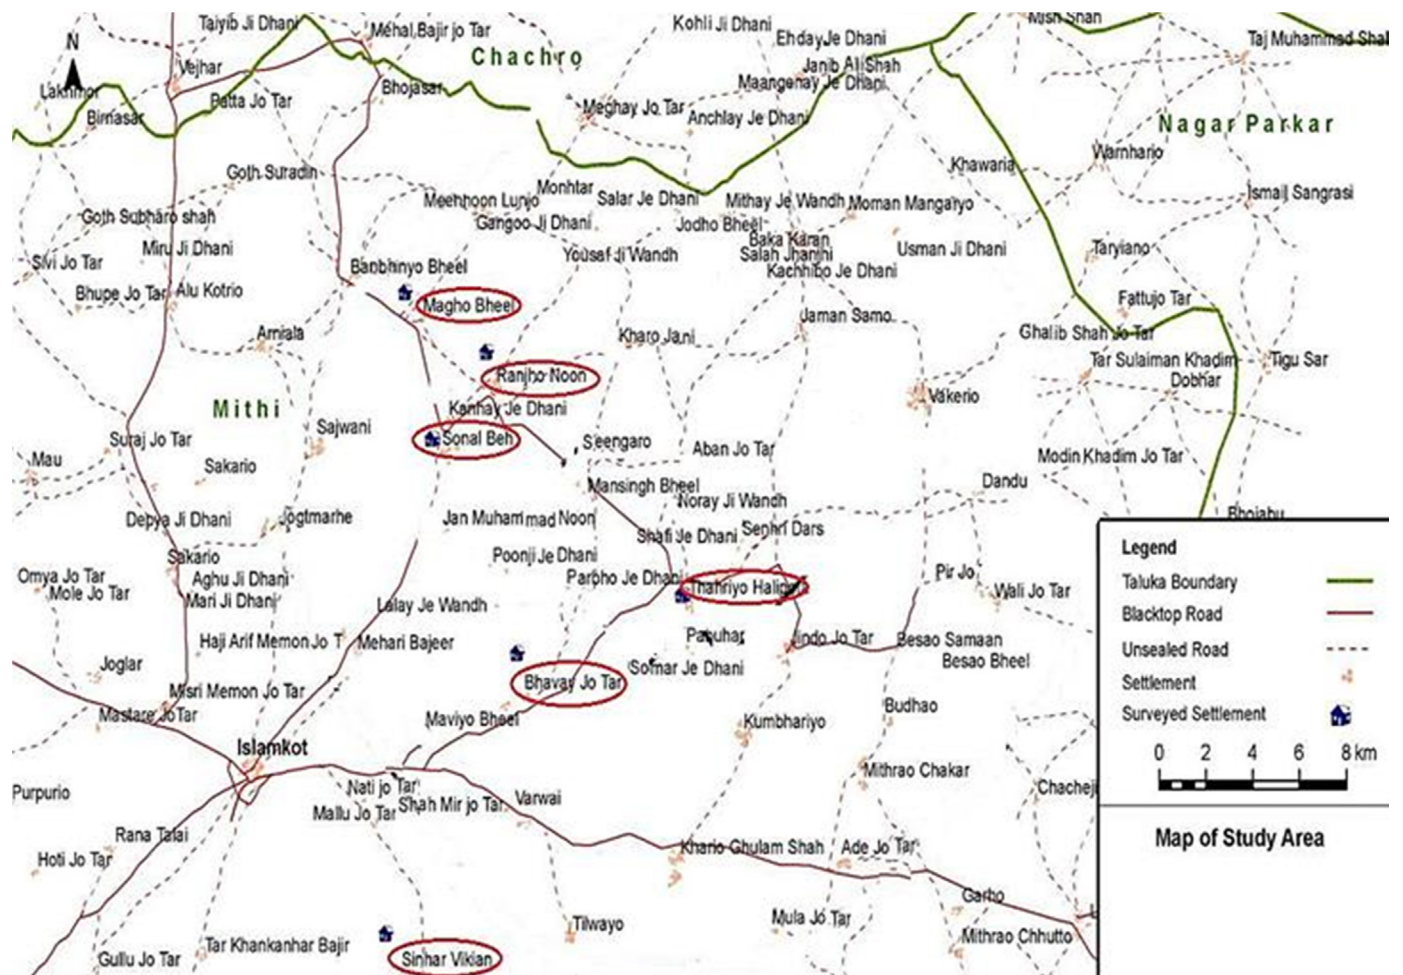 Taiyib Ji Dhani
Mehal Bajir jo Tar
Kohli Ji Dhani
Mish Shah
N
Chachro
EhdayJe Dhani
Taj Muhammad Shah
Vejhar
Janib Ali Shah
Lakhmor
Bhojasar
Maangenay Je Dhani
Patta Jo Tar
Birnasar
Meghay Jo Tar
Anchlay Je Dhani
Nagar Parkar
Warnhario
Khawaria
Goth Suradin
Monhtar
Ismail Sangrasi
Meenhoon Lunjo
Salar Je Dhani
Mithay Je Wandh
Moman Mangariyo
Goth Subharo shah
Gangoo Ji Dhani
Jodho Bheel
Baka Karan
Miru Ji Dhani
Usman Ji Dhani
Taryiano
Yousaf Ji Wandh
Salah Jhanjhi
Sivi Jo Tar
Banbhinyo Bheel
Kachhibo Je Dhani
Bhupe Jo Tar
Alu Kotrio
Magho Bheel
Fattujo Tar
Jaman Samo
Arniala
Kharo Jani
Ghalib Shah Jo Tar
Tar Sulaiman Khadim
Tigu Sar
Ranjho Noon
Dobhar
Vakerio
Mithi
Kanhay Je Dhani
Sajwani
Suraj Jo Tar
Sonal Beh
Seengaro
Aban Jo Tar
Modin Khadim Jo Tar
Mau
Sakario
Mansingh Bheel
Dandu
Noray Ji Wandh
Depya Ji Dhani
Jogtmarhe
Jan Muhammad Noon
Bhojabu
Senhri Dars
Shafi Je Dhani
Legend
Sakario
Poonji Je Dhani
Omya Jo Tar
Aghu Ji Dhani
Parbho Je Dhani
Pir Jo
Taluka Boundary
Mole Jo Tar
Thahriyo Halipota
Wali Jo Tar
Mari Ji Dhani
Lalay Je Wandh
Blacktop Road
Haji Arif Memon Jo T
Mehari Bajeer
Pabuhar
Jindo Jo Tar
Besao Samaan
Unsealed Road
Joglar
Somar Je Dhani
Besao Bheel
Bhavay Jo Tar
Settlement
Misri Memon Jo Tar
Budhao
Mastare Jo Tar
Maviyo Bheel
Kumbhariyo
Surveyed Settlement
Islamkot
0 2 4 6 8 km
Mithrao Chakar
Purpurio
Nati jo Tar
Chacheji
Mallu Jo Tar
Shah Mir jo Tar
Varwai
Rana Talai
Map of Study Area
Hoti Jo Tar
Khario Ghulam Shah
Ade Jo Tar
Garho
Mula Jo Tar
Tilwayo
Mithrao Chhutto
Tar Khankanhar Bajir
Gullu Jo Tar
Sinhar Vikian